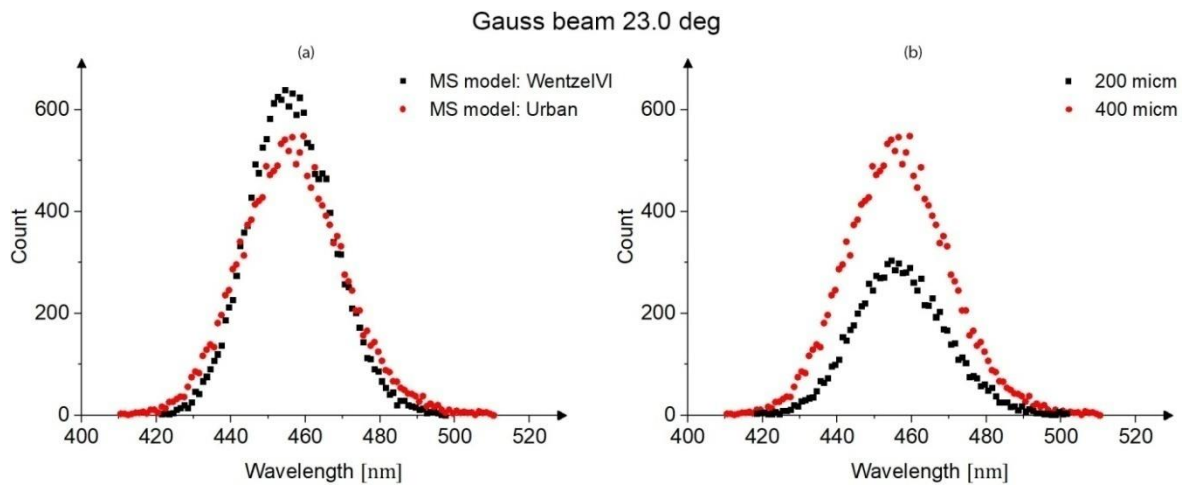 Gauss beam 23.0 deg
(a)
MS model: WentzelVI
MS model: Urban
600
400
200
0
Count
400 420 440 460 480 500 520
Wavelength [nm]
(b)
200 micm
400 micm
600
400
200
0
Count
400 420 440 460 480 500 520
Wavelength [nm]